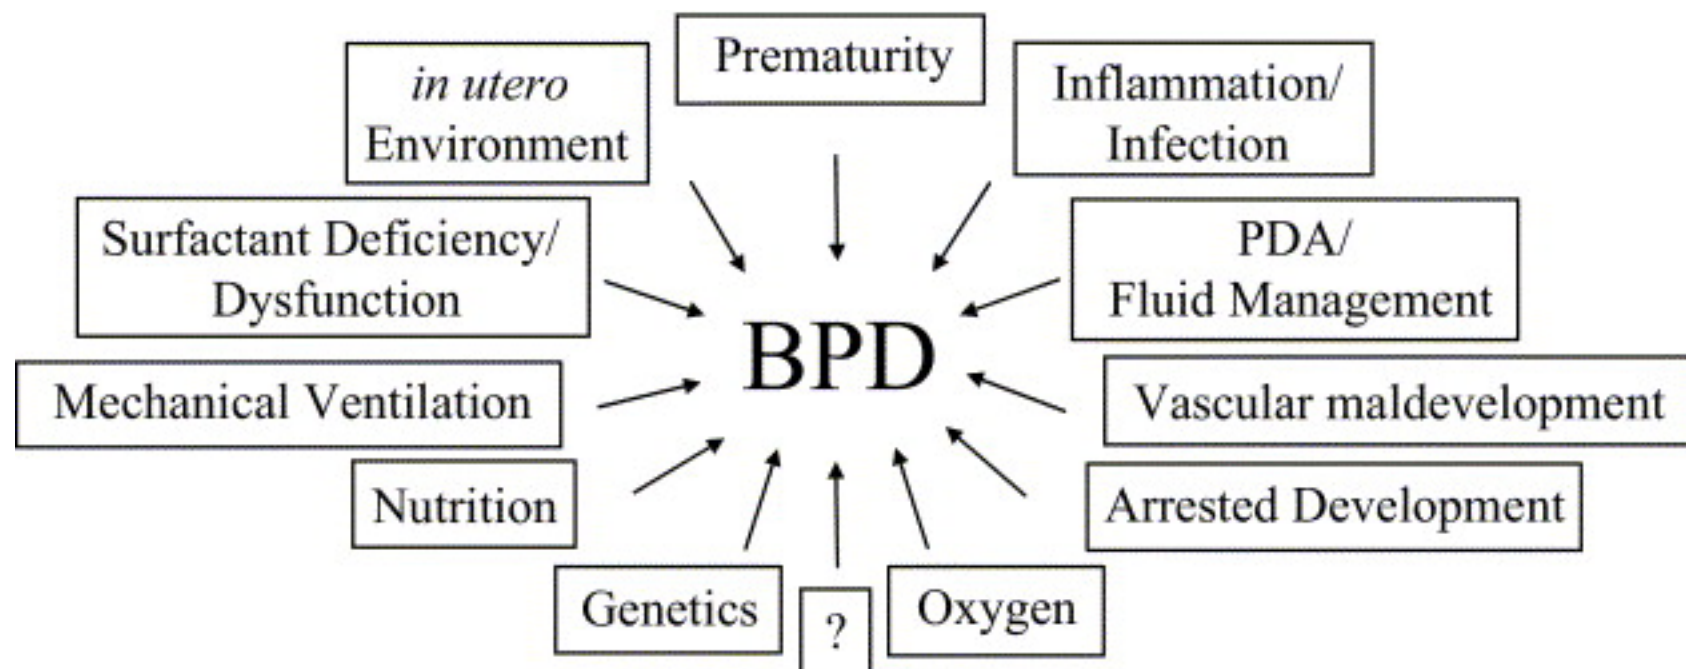 Prematurity
in utero
Environment
Inflammation/
Infection
Surfactant Deficiency/
Dysfunction
PDA/
Fluid Management
BPD
Mechanical Ventilation
Vascular maldevelopment
Nutrition
Arrested Development
Genetics
?
Oxygen